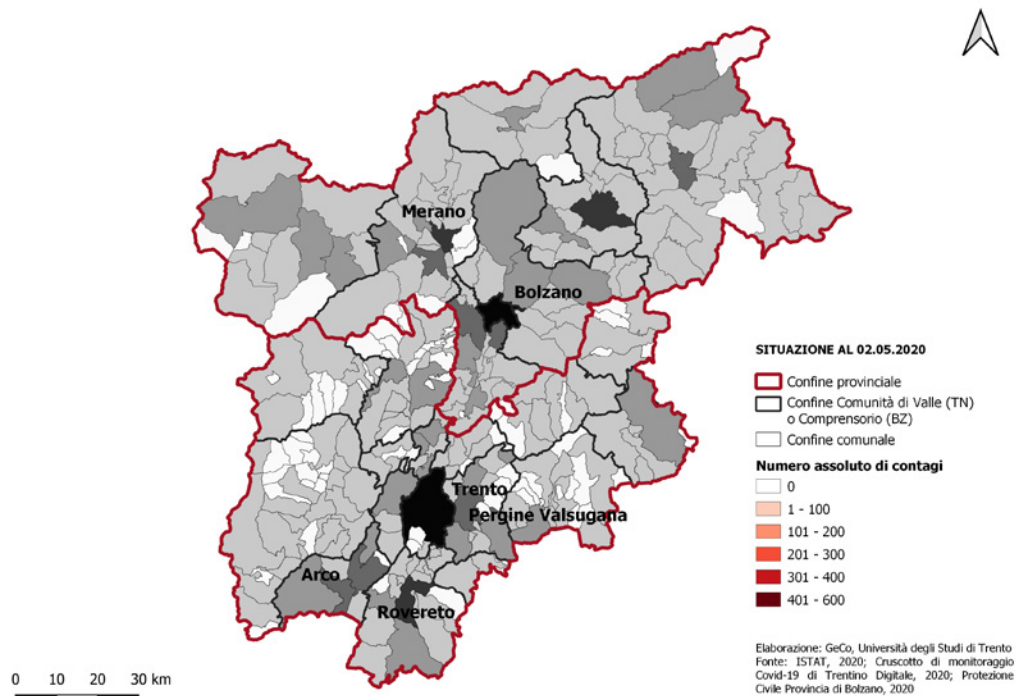 Merano
Bolzano
Trento
Pergine Valsugana
Arco
Rovereto
SITUAZIONE AL 02.05.2020
Confine provinciale
Confine Comunità di Valle (TN)
o Comprensorio (BZ)
Confine comunale
Numero assoluto di contagi
0
1 - 100
101 - 200
201 - 300
301 - 400
401 - 600
Elaborazione: GeCo, Università degli Studi di Trento
Fonte: ISTAT, 2020; Cruscotto di monitoraggio
Covid-19 di Trentino Digitale, 2020; Protezione
Civile Provincia di Bolzano, 2020
0 10 20 30 km